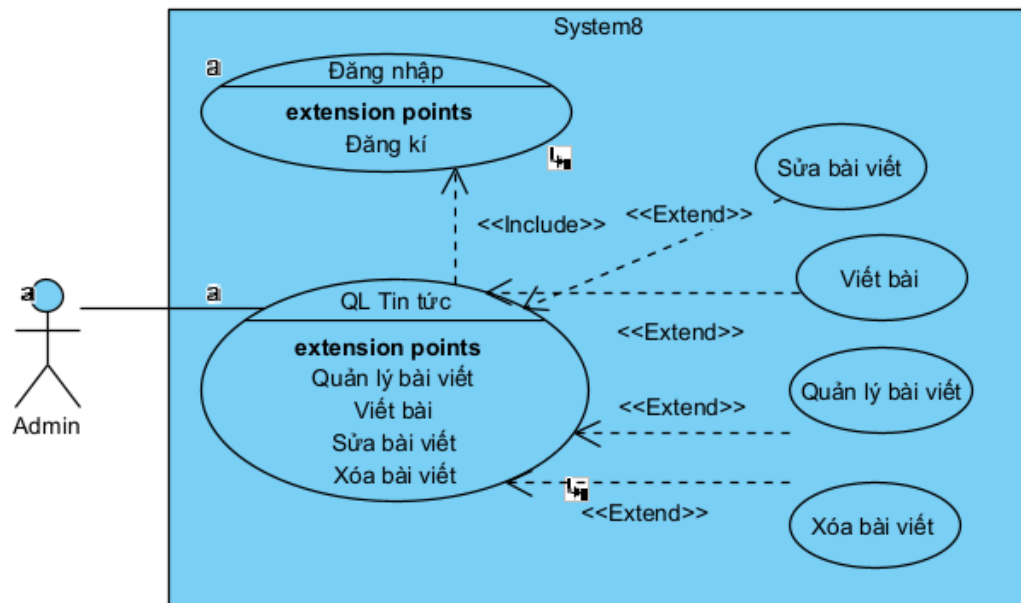 System8
Đăng nhập
extension points
Đăng kí
<<Include>>
<<Extend>>
Sửa bài viết
a
a
a
QL Tin tức
extension points
Quản lý bài viết
Viết bài
Sửa bài viết
Xóa bài viết
Viết bài
<<Extend>>
Quản lý bài viết
<<Extend>>
<<Extend>>
Xóa bài viết
Admin